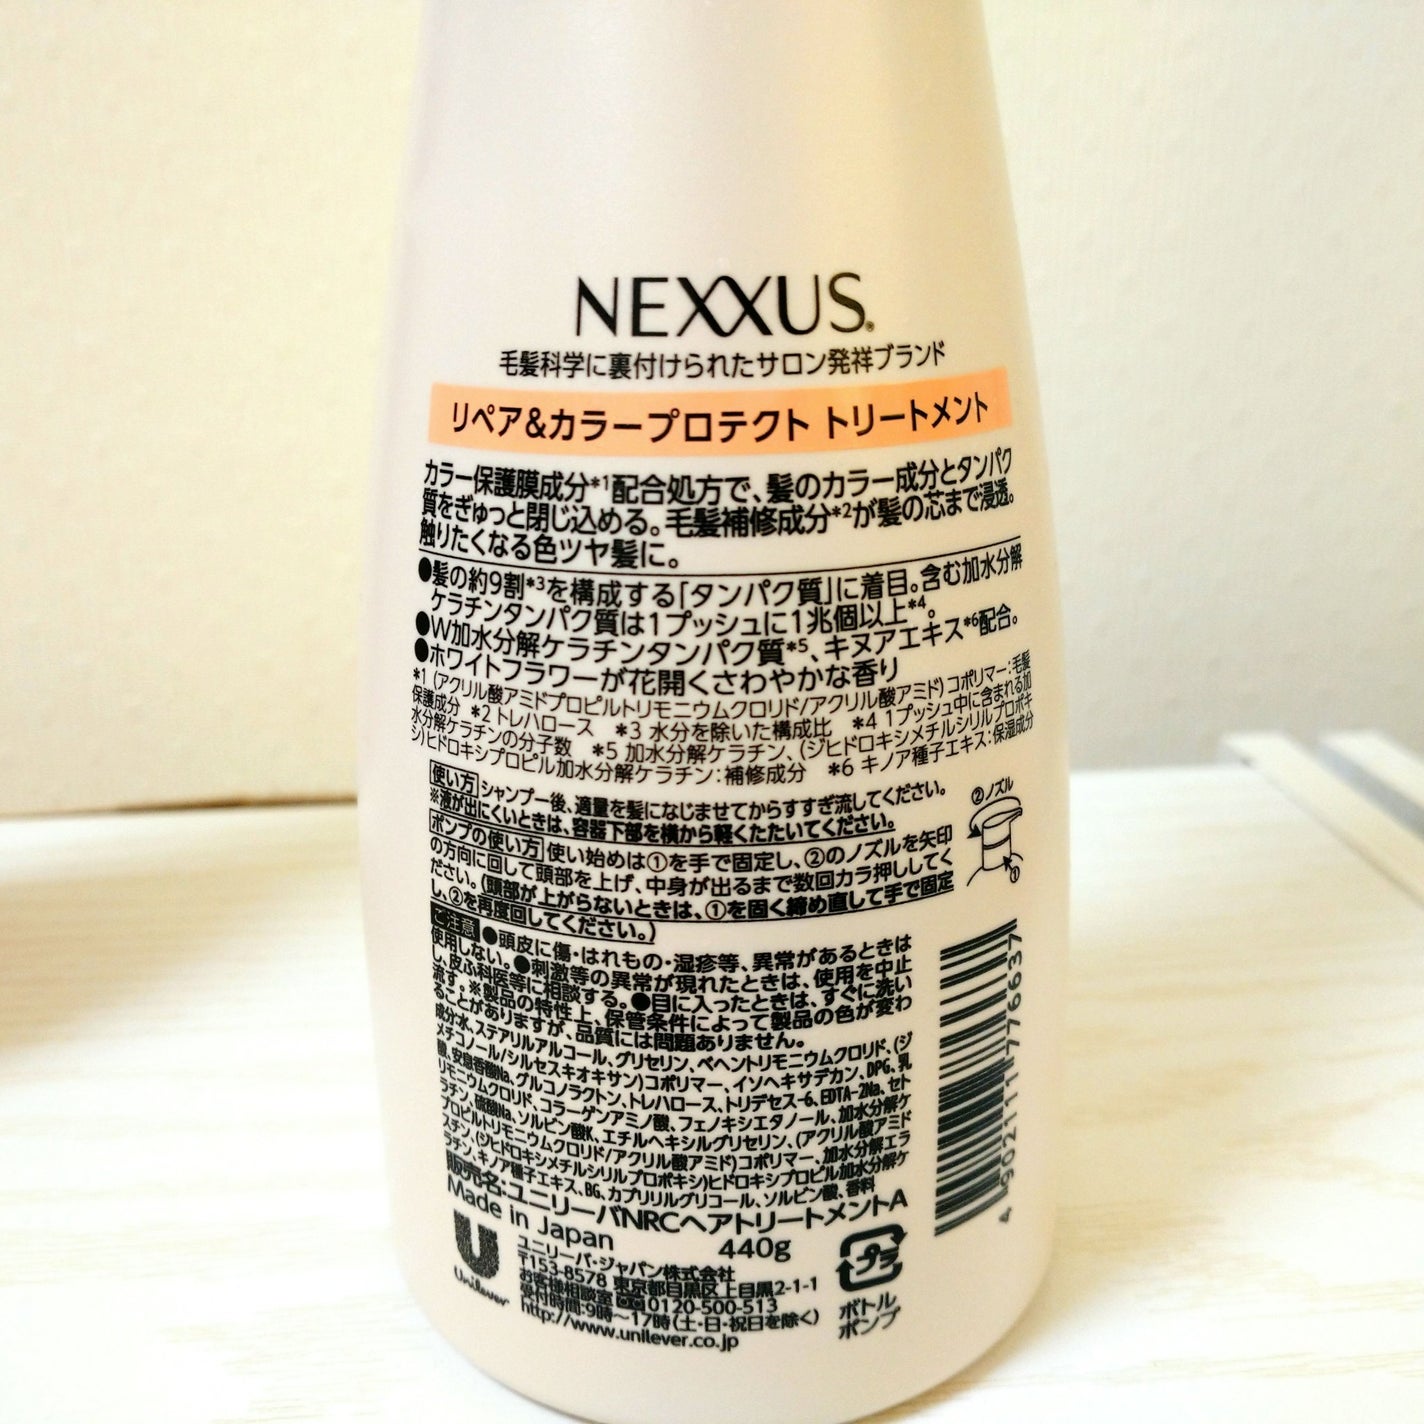 NEXXUS®
毛髪科学に裏付けられたサロン発祥ブランド
リペア&カラープロテクト トリートメント
カラー保護膜成分*1配合処方で、髪のカラー成分とタンパク
質をぎゅっと閉じ込める。毛髪補修成分*2が髪の芯まで浸透。
触りたくなる色ツヤ髪に。
●髪の約9割*3を構成する「タンパク質」に着目。含む加水分解
ケラチンタンパク質は1プッシュに1兆個以上*4。
●W加水分解ケラチンタンパク質*5、キヌアエキス*6配合。
●ホワイトフラワーが花開くさわやかな香り
*1 (アクリル酸アミドプロピルトリモニウムクロリド/アクリル酸アミド)コポリマー:毛髪
保護成分 *2 トレハロース *3 水分を除いた構成比 *4 1プッシュ中に含まれる加
水分解ケラチンの分子数 *5 加水分解ケラチン、(ジヒドロキシメチルシリルプロポキ
シ)ヒドロキシプロピル加水分解ケラチン:補修成分 *6 キノア種子エキス:保湿成分
使い方 シャンプー後、適量を髪になじませてからすすぎ流してください。
※液が出にくいときは、容器下部を横から軽くたたいてください。
ポンプの使い方 使い始めは①を手で固定し、②のノズルを矢印
の方向に回して頭部を上げ、中身が出るまで数回カラ押ししてく
ださい。(頭部が上がらないときは、①を固く締め直して手で固定
し、②を再度回してください。)
②ノズル
①
ご注意 ●頭皮に傷・はれもの・湿疹等、異常があるときは
使用しない。●刺激等の異常が現れたときは、使用を中止
し、皮ふ科医等に相談する。●目に入ったときは、すぐに洗い
流す。※製品の特性上、保管条件によって製品の色が変わ
ることがありますが、品質には問題ありません。
成分:水、ステアリルアルコール、グリセリン、ベヘントリモニウムクロリド、(ジ
メチコノール/シルセスキオキサン)コポリマー、イソヘキサデカン、DPG、乳
酸、安息香酸Na、グルコノラクトン、トレハロース、トリデセス-6、EDTA-2Na、セト
リモニウムクロリド、コラーゲンアミノ酸、フェノキシエタノール、加水分解ケ
ラチン、硫酸Na、ソルビン酸K、エチルヘキシルグリセリン、(アクリル酸アミド
プロピルトリモニウムクロリド/アクリル酸アミド)コポリマー、加水分解エラ
スチン、(ジヒドロキシメチルシリルプロポキシ)ヒドロキシプロピル加水分解ケ
ラチン、キノア種子エキス、BG、カプリリルグリコール、ソルビン酸、香料
販売名:ユニリーバNRCヘアトリートメントA
Made in Japan 440g
4 902111 776637
Unilever
ユニリーバ・ジャパン株式会社
〒153-8578 東京都目黒区上目黒2-1-1
お客様相談室 0120-500-513
受付時間:9時〜17時(土・日・祝日を除く)
http://www.unilever.co.jp
プラ
ボトル
ポンプ